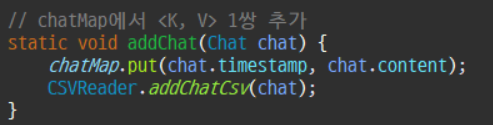 // chatMap에서 <K, V> 1쌍 추가
static void addChat(Chat chat) {
    chatMap.put(chat.timestamp, chat.content);
    CSVReader.addChatCsv(chat);
}